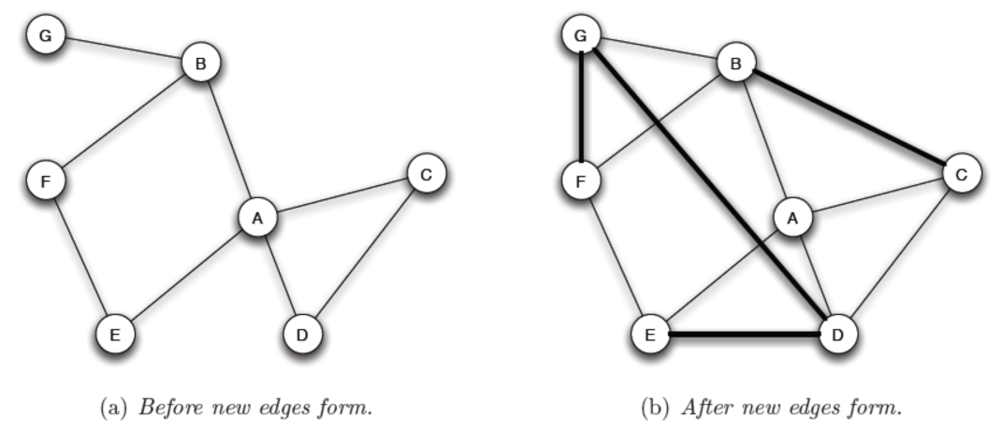 G
B
F
C
A
E
D
G
B
F
C
A
E
D
(a) Before new edges form.
(b) After new edges form.